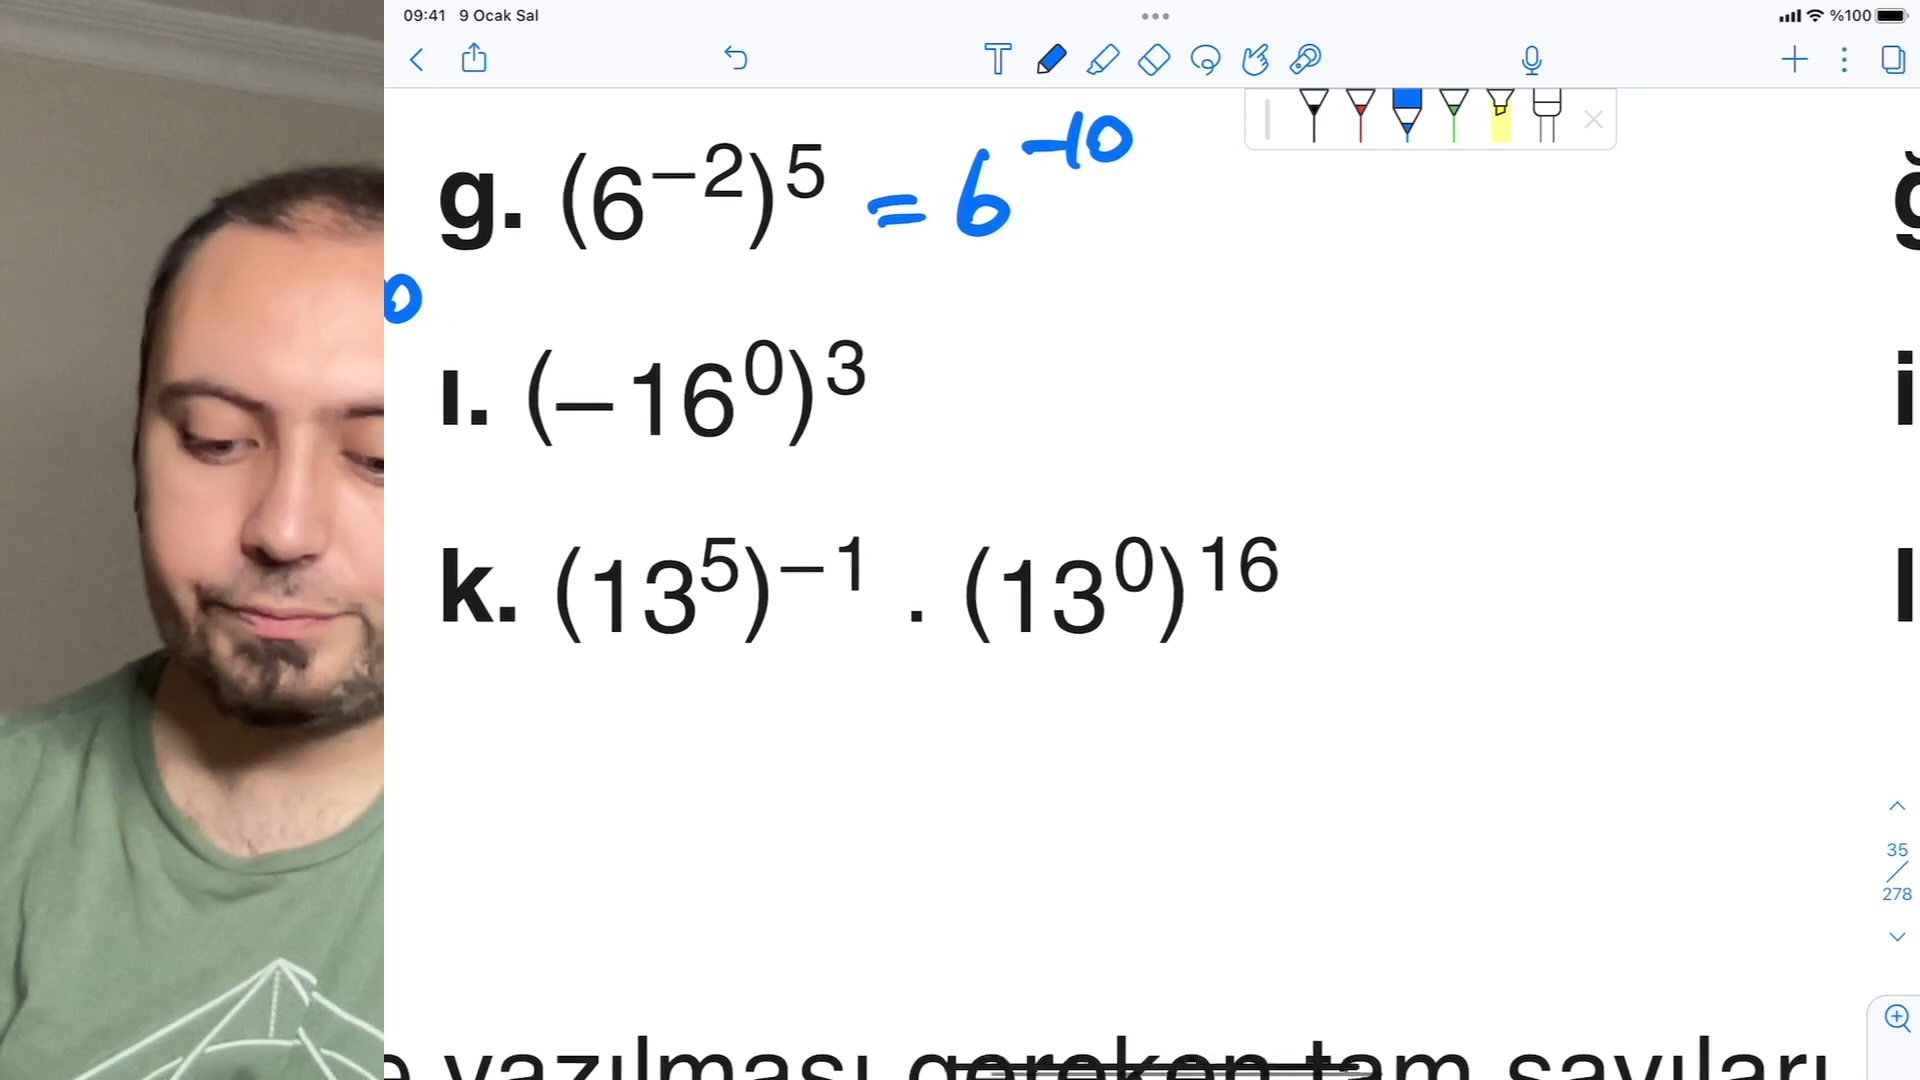 09:41 9 Ocak Sal
%100
g. (6⁻²)⁵ = 6⁻¹⁰
ğ
0
ı. (−16⁰)³
i
k. (13⁵)⁻¹ . (13⁰)¹⁶
l
35
278
yazılması gereken tam sayıları